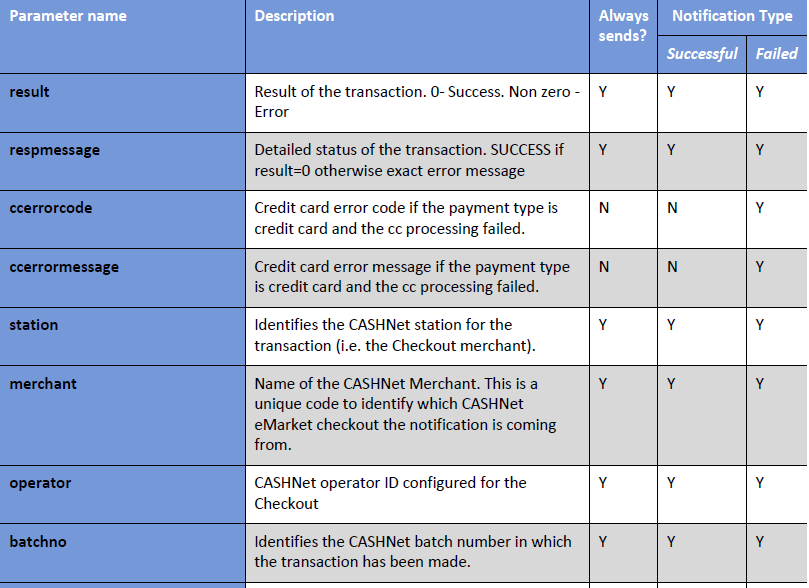 Parameter name Description Always sends? Notification Type
Successful Failed
result Result of the transaction. 0- Success. Non zero - Y Y Y
Error
respmessage Detailed status of the transaction. SUCCESS if Y Y Y
result=0 otherwise exact error message
ccerrorcode Credit card error code if the payment type is N N Y
credit card and the cc processing failed.
ccerrormessage Credit card error message if the payment type N N Y
is credit card and the cc processing failed.
station Identifies the CASHNet station for the Y Y Y
transaction (i.e. the Checkout merchant).
merchant Name of the CASHNet Merchant. This is a Y Y Y
unique code to identify which CASHNet
eMarket checkout the notification is coming
from.
operator CASHNet operator ID configured for the Y Y Y
Checkout
batchno Identifies the CASHNet batch number in which Y Y Y
the transaction has been made.